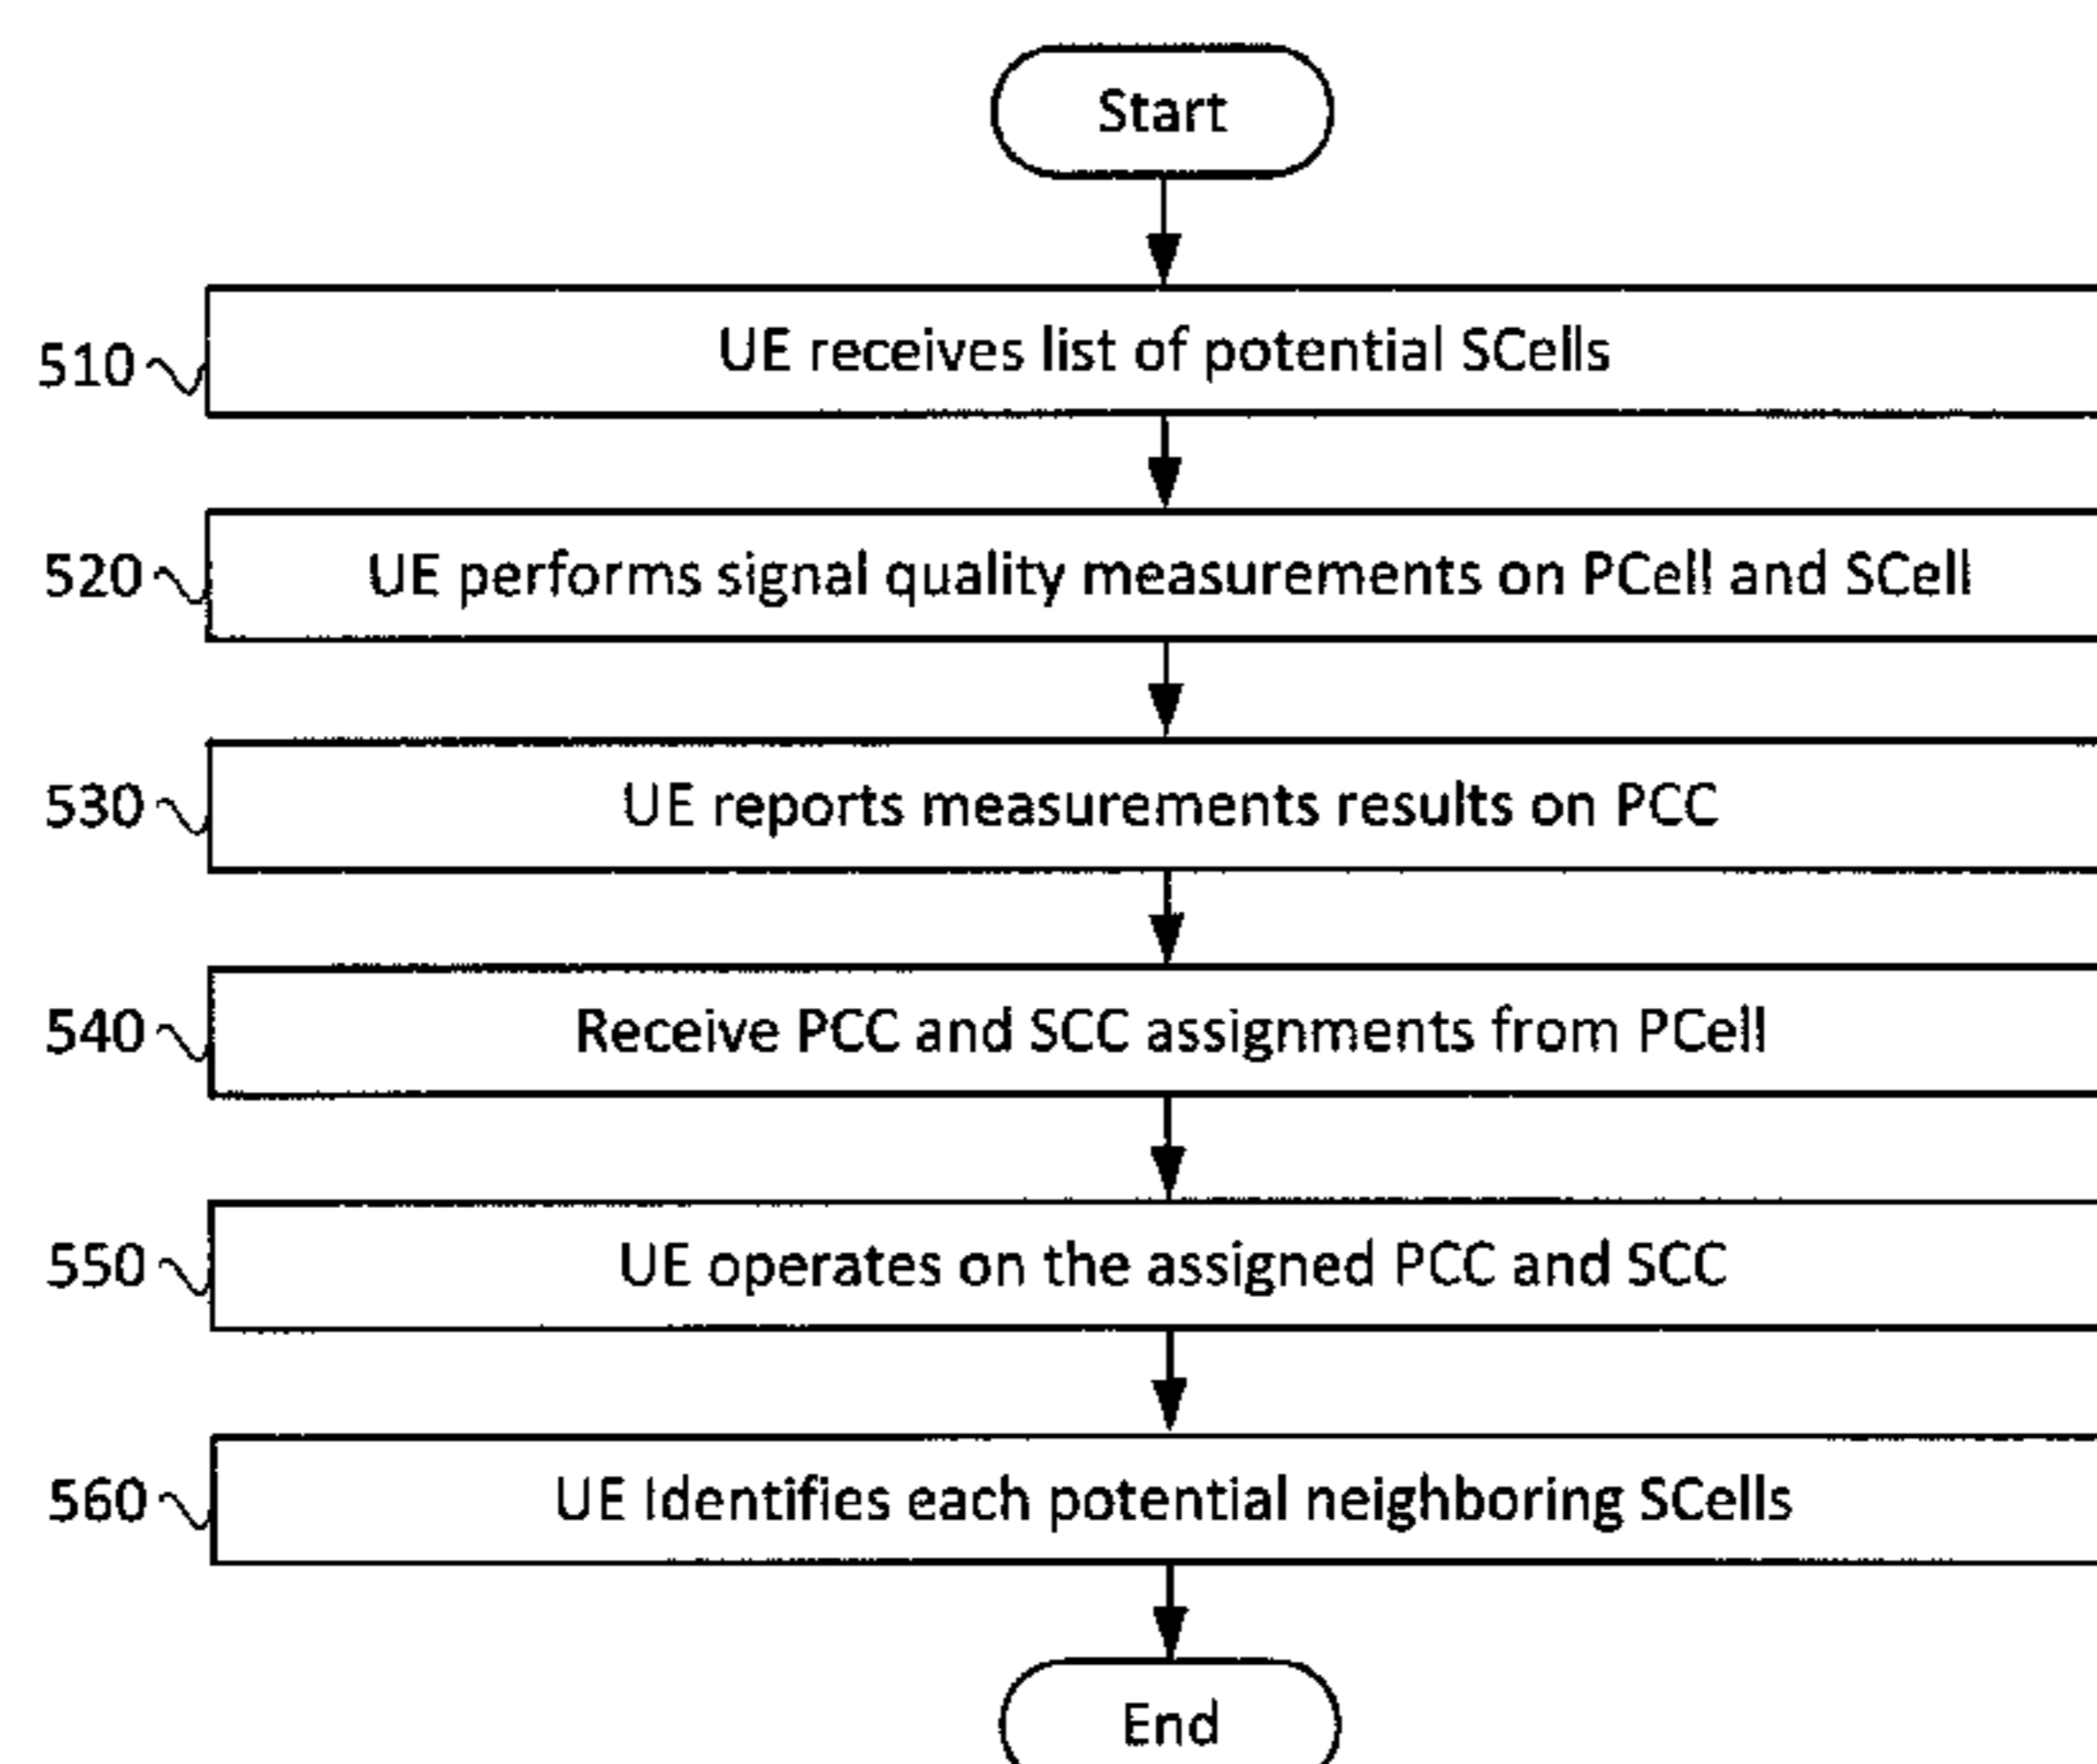 Start
510
UE receives list of potential SCells
520
UE performs signal quality measurements on PCell and SCell
530
UE reports measurements results on PCC
540
Receive PCC and SCC assignments from PCell
550
UE operates on the assigned PCC and SCC
560
UE Identifies each potential neighboring SCells
End